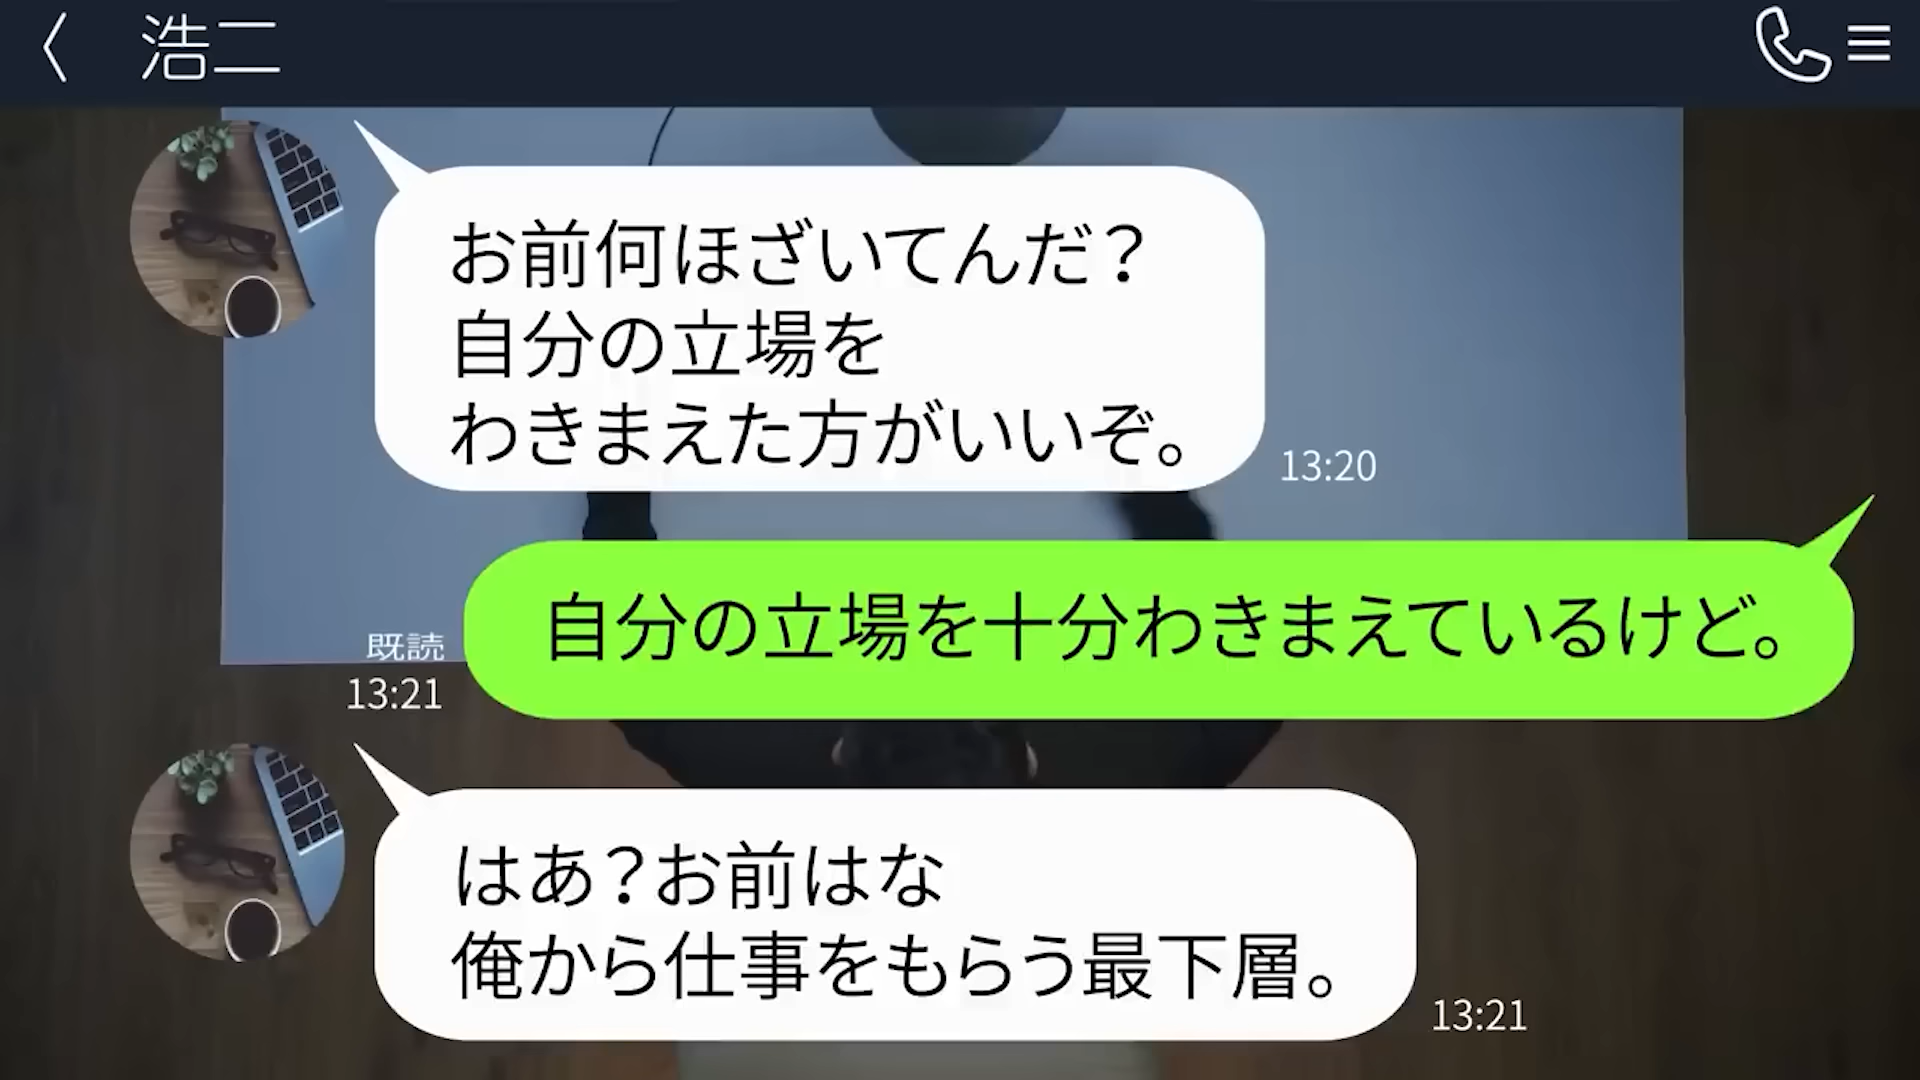 浩二
お前何ほざいてんだ？
自分の立場を
わきまえた方がいいぞ。
13:20
自分の立場を十分わきまえているけど。
既読
13:21
はあ？お前はな
俺から仕事をもらう最下層。
13:21